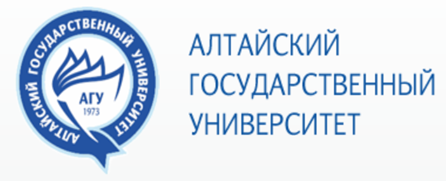 АЛТАЙСКИЙ ГОСУДАРСТВЕННЫЙ УНИВЕРСИТЕТ
АГУ
1973
АЛТАЙСКИЙ
ГОСУДАРСТВЕННЫЙ
УНИВЕРСИТЕТ